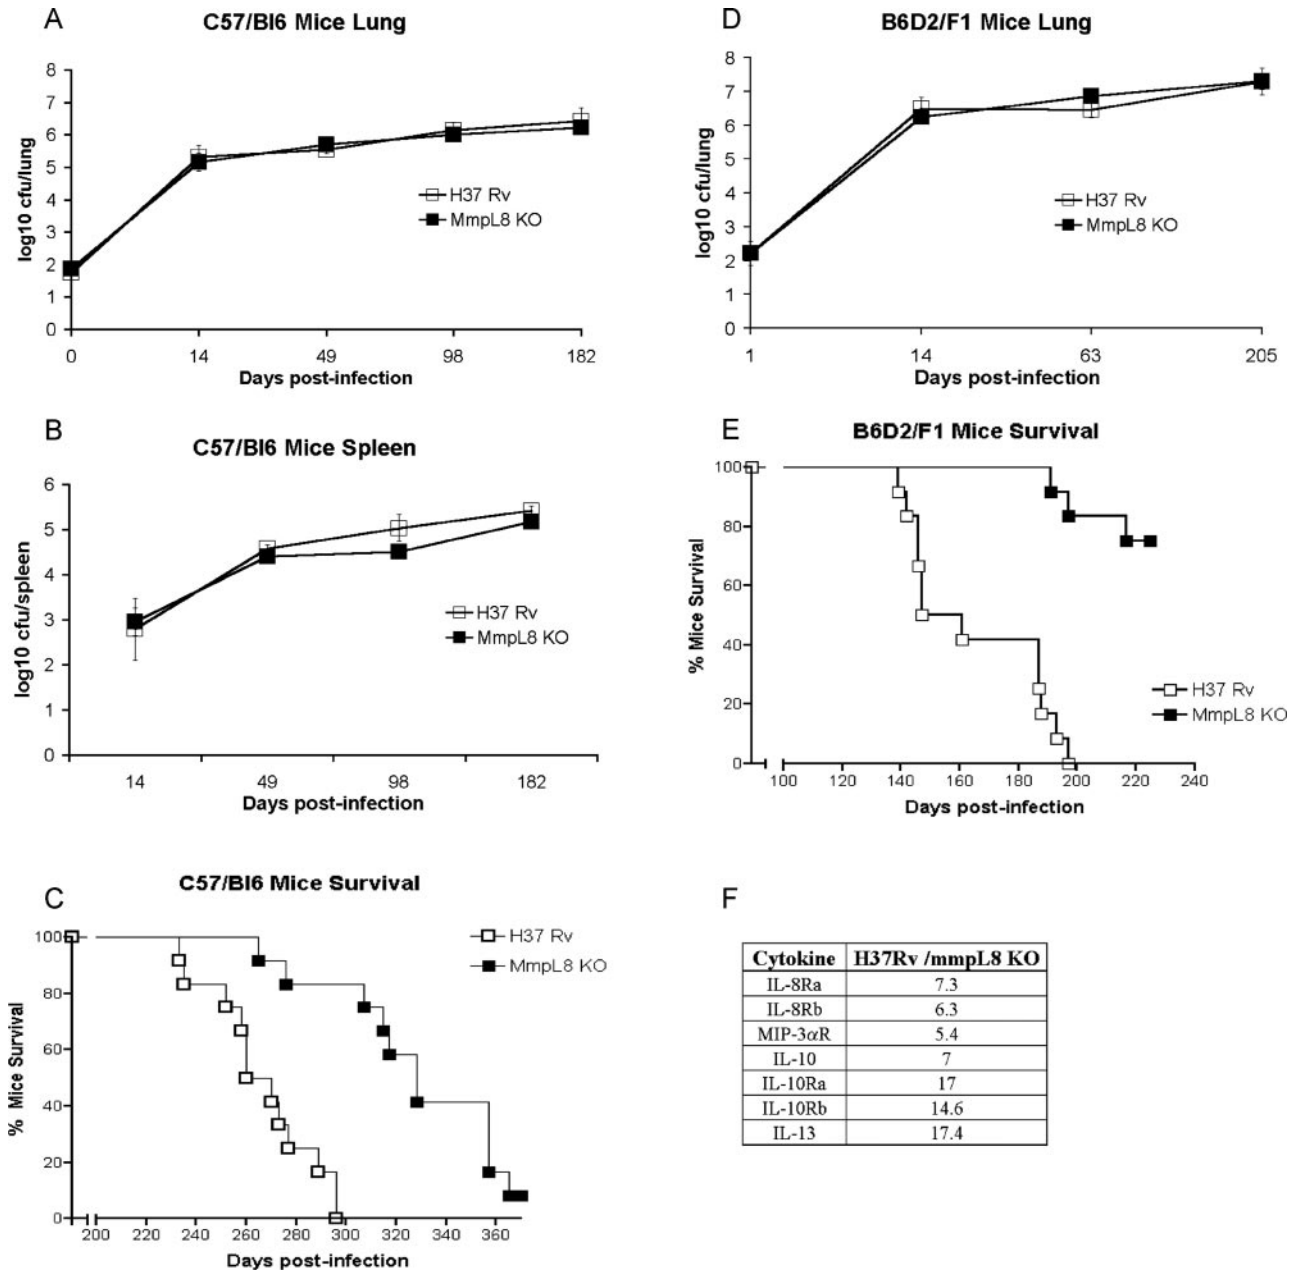 A
C57/Bl6 Mice Lung
log10 cfu/lung
8
7
6
5
4
3
2
1
0
H37 Rv
MmpL8 KO
0 14 49 98 182
Days post-infection
B
C57/Bl6 Mice Spleen
log10 cfu/spleen
6
5
4
3
2
1
0
H37 Rv
MmpL8 KO
14 49 98 182
Days post-infection
C
C57/Bl6 Mice Survival
% Mice Survival
100
80
60
40
20
0
H37 Rv
MmpL8 KO
200 220 240 260 280 300 320 340 360
Days post-infection
D
B6D2/F1 Mice Lung
log10 cfu/lung
8
7
6
5
4
3
2
1
0
H37 Rv
MmpL8 KO
1 14 63 205
Days post-infection
E
B6D2/F1 Mice Survival
% Mice Survival
100
80
60
40
20
0
H37 Rv
MmpL8 KO
100 120 140 160 180 200 220 240
Days post-infection
F
Cytokine H37Rv /mmpL8 KO
IL-8Ra 7.3
IL-8Rb 6.3
MIP-3αR 5.4
IL-10 7
IL-10Ra 17
IL-10Rb 14.6
IL-13 17.4